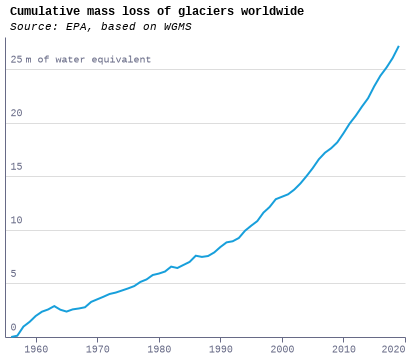 Cumulative mass loss of glaciers worldwide
Source: EPA, based on WGMS
25 m of water equivalent
20
15
10
5
0
1960 1970 1980 1990 2000 2010 2020